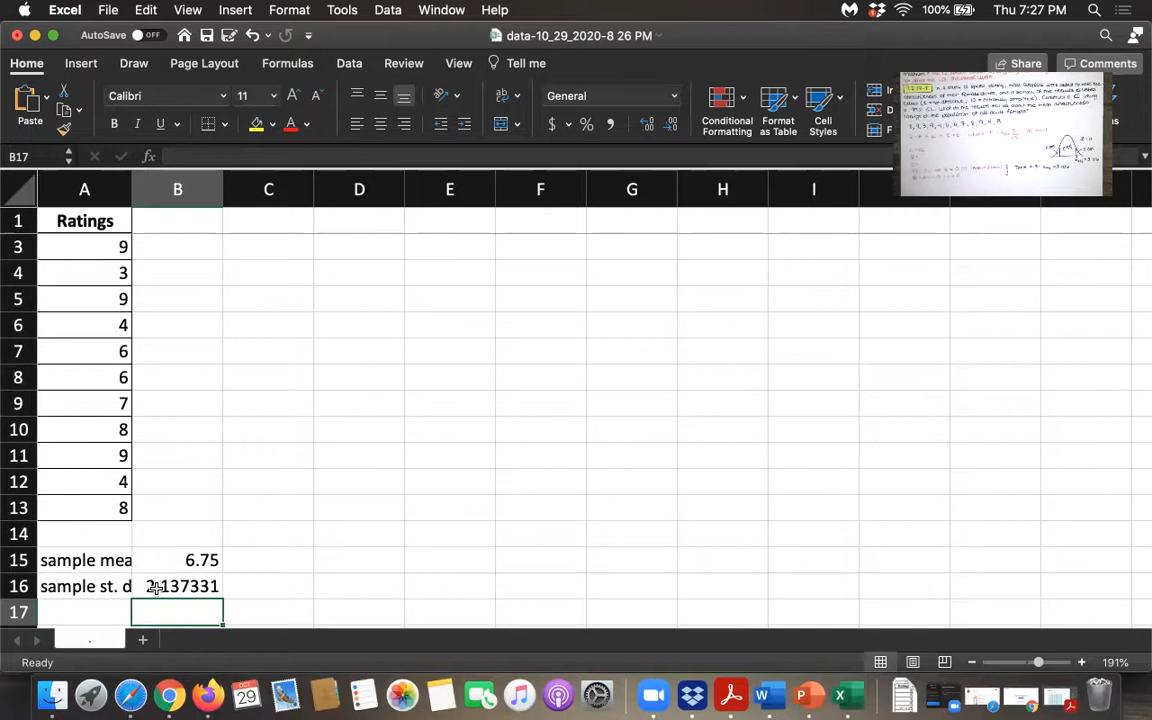 Excel File Edit View Insert Format Tools Data Window Help 100% Thu 7:27 PM
AutoSave OFF data-10_29_2020-8 26 PM
Home Insert Draw Page Layout Formulas Data Review View Tell me Share Comments
Paste Calibri 11 General Conditional Formatting Format as Table Cell Styles
B I U $ %
B17 fx
A B C D E F G H I
1 Ratings
3 9
4 3
5 9
6 4
7 6
8 6
9 7
10 8
11 9
12 4
13 8
14
15 sample mea 6.75
16 sample st. d 2.137331
17
.
Ready 191%
OCT 29